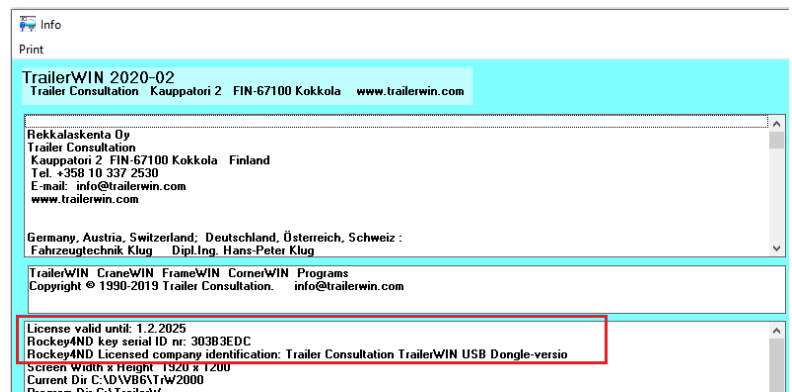 Info
Print
TrailerWIN 2020-02
Trailer Consultation Kauppatori 2 FIN-67100 Kokkola www.trailerwin.com
Rekkalaskenta Oy
Trailer Consultation
Kauppatori 2 FIN-67100 Kokkola Finland
Tel. +358 10 337 2530
E-mail: info@trailerwin.com
www.trailerwin.com
Germany, Austria, Switzerland; Deutschland, Österreich, Schweiz :
Fahrzeugtechnik Klug Dipl.Ing. Hans-Peter Klug
TrailerWIN CraneWIN FrameWIN CornerWIN Programs
Copyright © 1990-2019 Trailer Consultation. info@trailerwin.com
License valid until: 1.2.2025
Rockey4ND key serial ID nr: 303B3EDC
Rockey4ND Licensed company identification: Trailer Consultation TrailerWIN USB Dongle-versio
Screen Width x Height 1920 x 1200
Current Dir C:\D\VB6\TrW2000